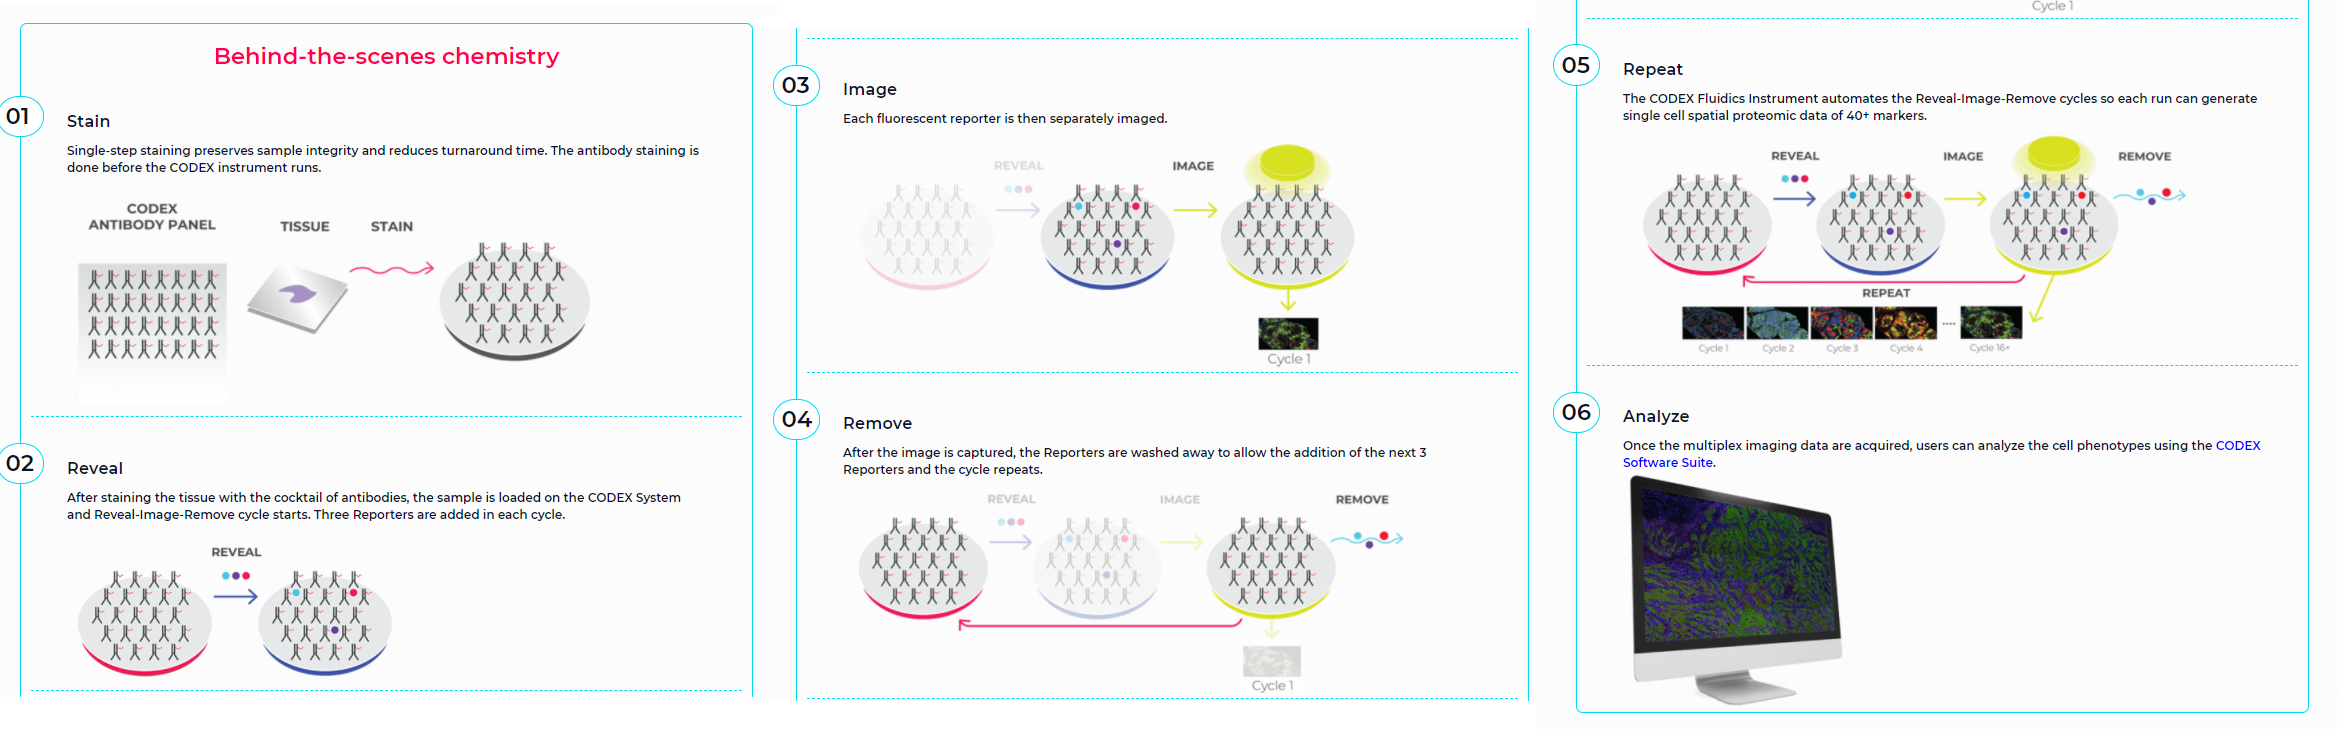 Behind-the-scenes chemistry
01
Stain
Single-step staining preserves sample integrity and reduces turnaround time. The antibody staining is
done before the CODEX instrument runs.
CODEX
ANTIBODY PANEL
TISSUE
STAIN
02
Reveal
After staining the tissue with the cocktail of antibodies, the sample is loaded on the CODEX System
and Reveal-Image-Remove cycle starts. Three Reporters are added in each cycle.
REVEAL
03
Image
Each fluorescent reporter is then separately imaged.
REVEAL
IMAGE
Cycle 1
04
Remove
After the image is captured, the Reporters are washed away to allow the addition of the next 3
Reporters and the cycle repeats.
REVEAL
IMAGE
REMOVE
Cycle 1
Cycle 1
05
Repeat
The CODEX Fluidics Instrument automates the Reveal-Image-Remove cycles so each run can generate
single cell spatial proteomic data of 40+ markers.
REVEAL
IMAGE
REMOVE
REPEAT
....
Cycle 1
Cycle 2
Cycle 3
Cycle 4
Cycle 16+
06
Analyze
Once the multiplex imaging data are acquired, users can analyze the cell phenotypes using the CODEX
Software Suite.